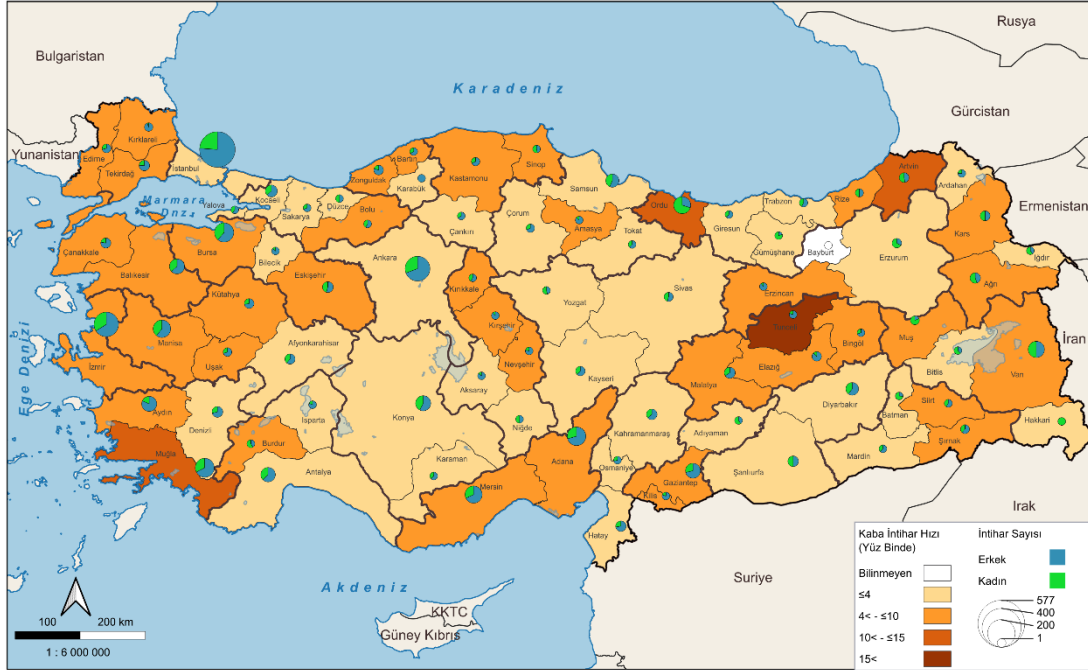 Rusya
Bulgaristan
Karadeniz
Gürcistan
Yunanistan
Ermenistan
İran
Irak
Suriye
KKTC
Güney Kıbrıs
Akdeniz
Ege Denizi
Marmara
Dnz.
Kırklareli
Edirne
Tekirdağ
İstanbul
Yalova
Kocaeli
Sakarya
Düzce
Bolu
Zonguldak
Bartın
Karabük
Kastamonu
Sinop
Samsun
Ordu
Giresun
Trabzon
Rize
Artvin
Ardahan
Kars
Iğdır
Ağrı
Erzurum
Bayburt
Gümüşhane
Tokat
Amasya
Çorum
Çankırı
Ankara
Kırıkkale
Kırşehir
Nevşehir
Yozgat
Sivas
Erzincan
Tunceli
Bingöl
Muş
Bitlis
Van
Hakkari
Şırnak
Siirt
Batman
Mardin
Diyarbakır
Elazığ
Malatya
Adıyaman
Şanlıurfa
Gaziantep
Kilis
Kahramanmaraş
Osmaniye
Hatay
Adana
Kayseri
Niğde
Aksaray
Konya
Karaman
Mersin
Antalya
Isparta
Burdur
Afyonkarahisar
Denizli
Muğla
Aydın
İzmir
Manisa
Uşak
Kütahya
Eskişehir
Bilecik
Bursa
Balıkesir
Çanakkale
100 200 km
1 : 6 000 000
Kaba İntihar Hızı
(Yüz Binde)
Bilinmeyen
≤4
4< - ≤10
10< - ≤15
15<
İntihar Sayısı
Erkek
Kadın
577
400
200
1